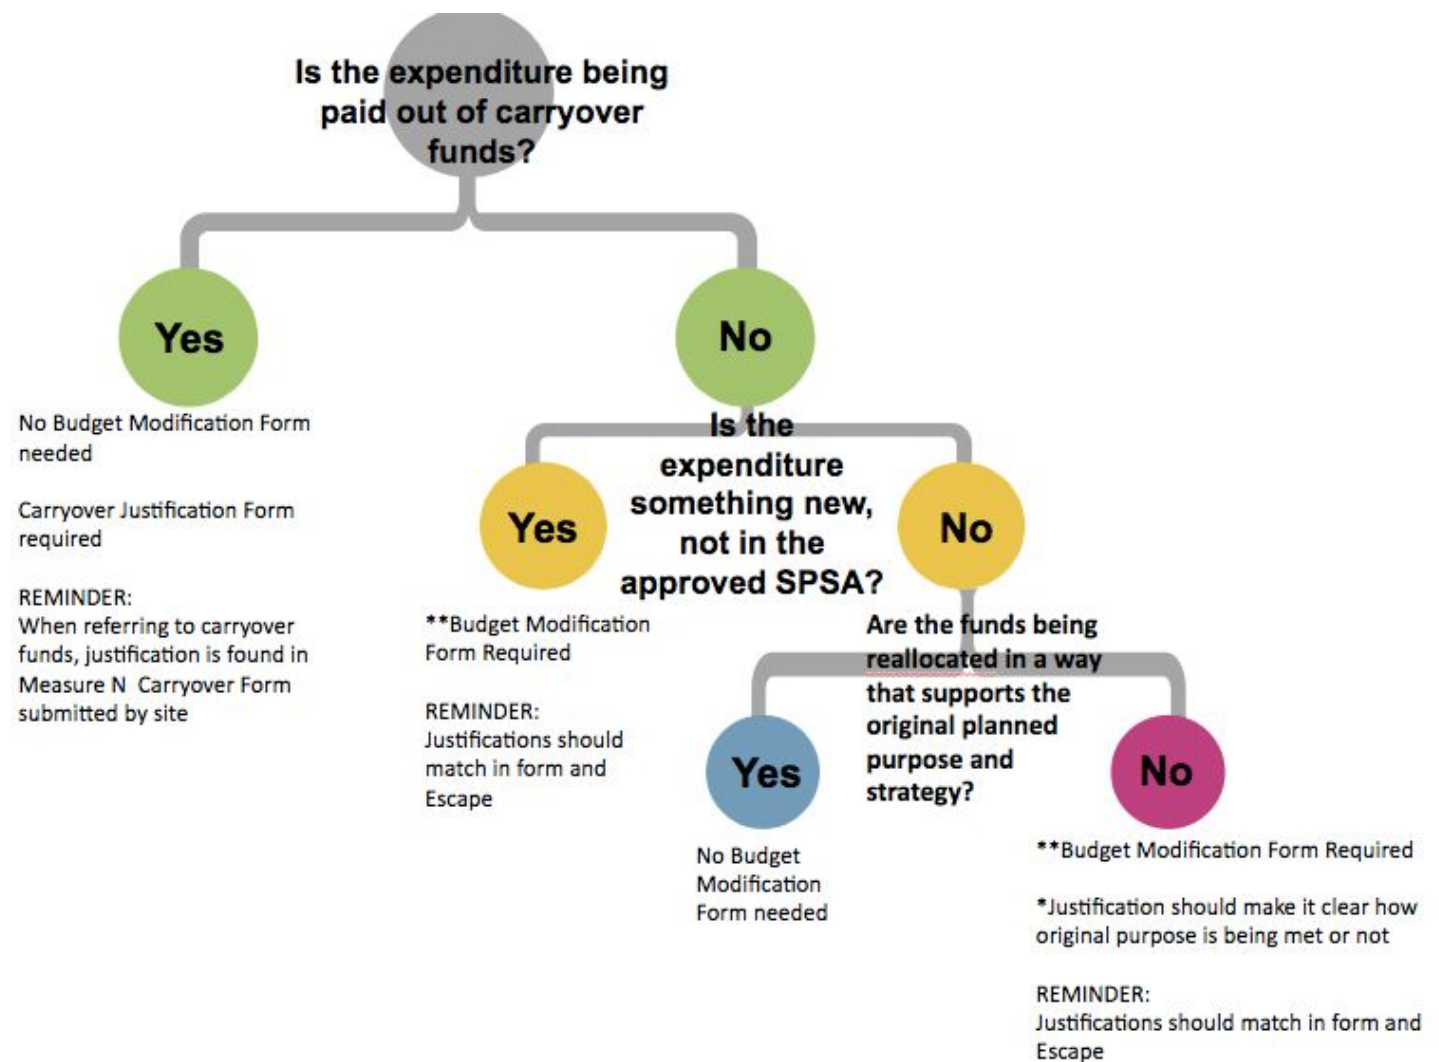 Is the expenditure being
paid out of carryover
funds?
Yes
No
No Budget Modification Form
needed
Carryover Justification Form
required
REMINDER:
When referring to carryover
funds, justification is found in
Measure N  Carryover Form
submitted by site
Is the
expenditure
something new,
not in the
approved SPSA?
Yes
No
**Budget Modification
Form Required
REMINDER:
Justifications should
match in form and
Escape
Are the funds being
reallocated in a way
that supports the
original planned
purpose and
strategy?
Yes
No
No Budget
Modification
Form needed
**Budget Modification Form Required
*Justification should make it clear how
original purpose is being met or not
REMINDER:
Justifications should match in form and
Escape